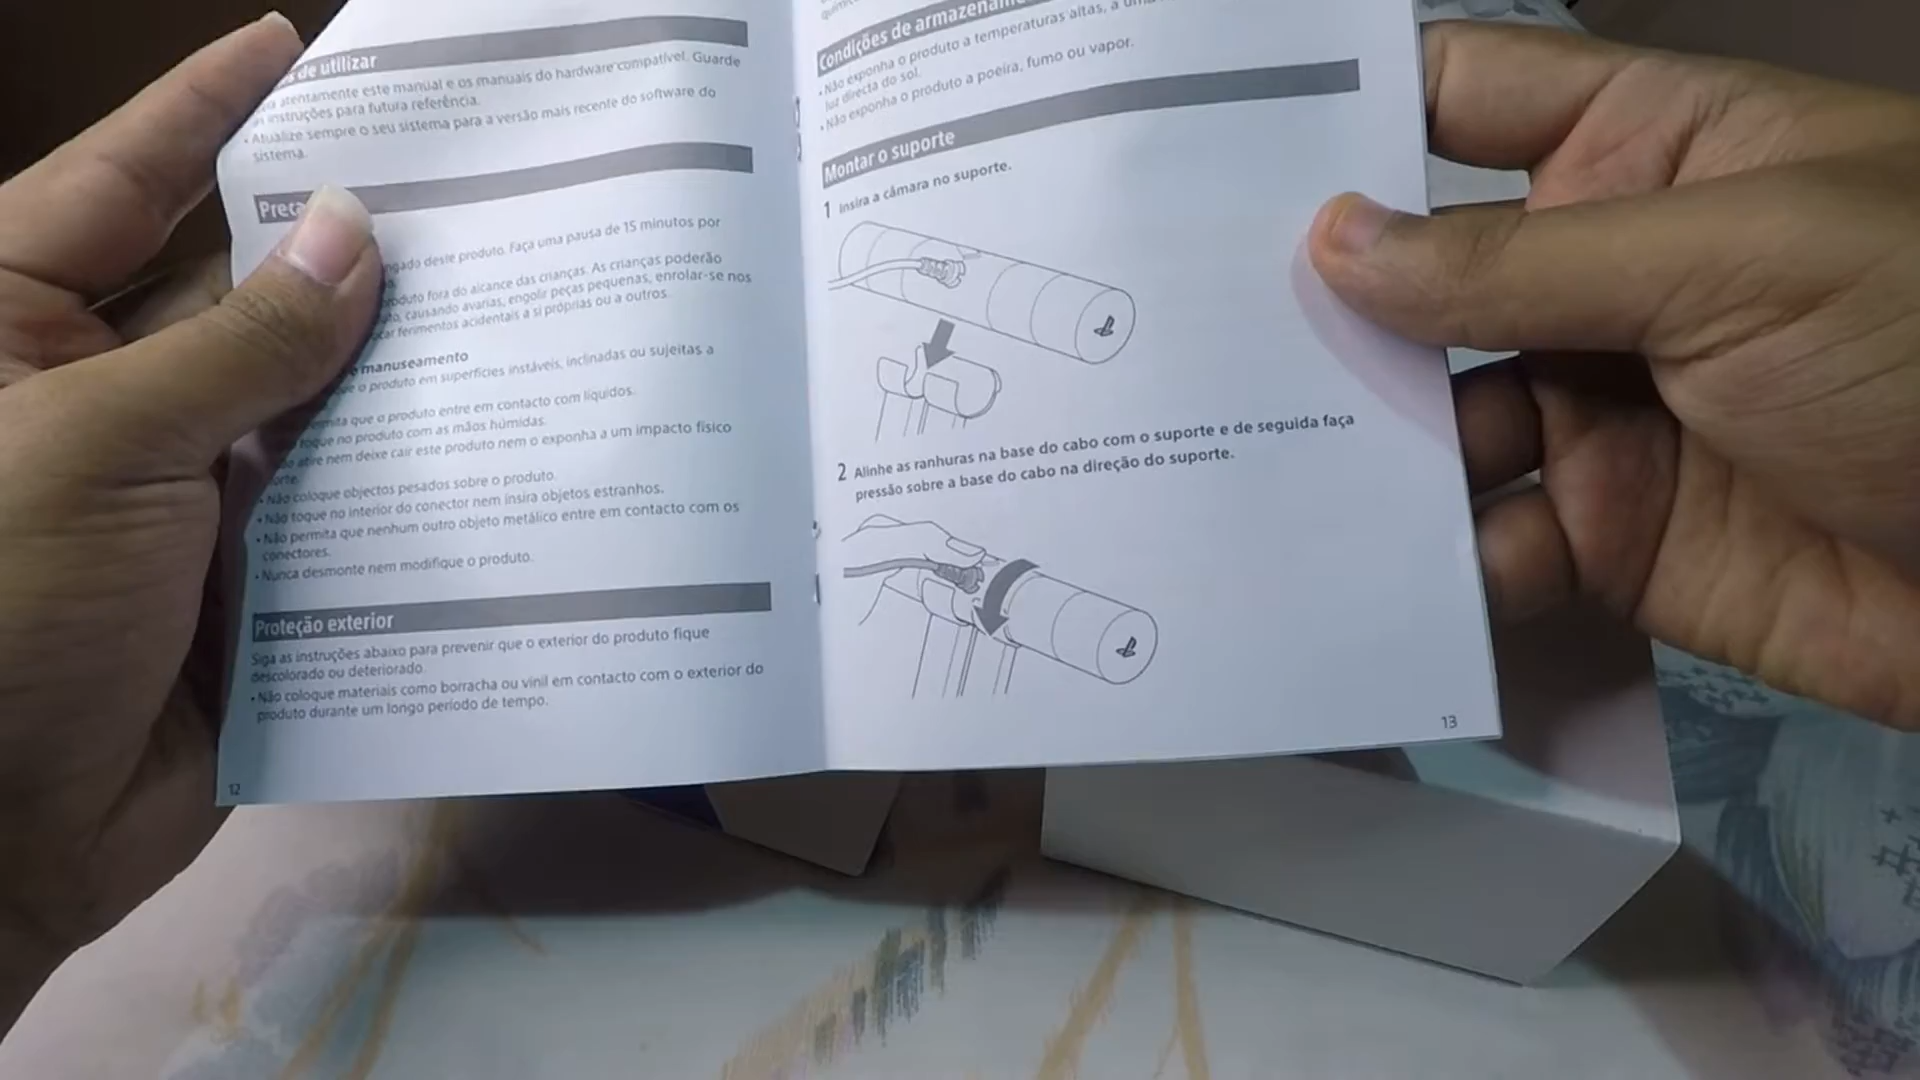 de utilizar
atentamente este manual e os manuais do hardware compatível. Guarde
instruções para futura referência.
• Atualize sempre o seu sistema para a versão mais recente do software do
sistema.
deste produto. Faça uma pausa de 15 minutos por
fora do alcance das crianças. As crianças poderão
causando avarias, engolir peças pequenas, enrolar-se nos
ferimentos acidentais a si próprias ou a outros.
manuseamento
o produto em superfícies instáveis, inclinadas ou sujeitas a
que o produto entre em contacto com líquidos.
toque no produto com as mãos húmidas.
atire nem deixe cair este produto nem o exponha a um impacto físico
• Não coloque objectos pesados sobre o produto.
• Não toque no interior do conector nem insira objetos estranhos.
• Não permita que nenhum outro objeto metálico entre em contacto com os
conectores.
• Nunca desmonte nem modifique o produto.
Proteção exterior
Siga as instruções abaixo para prevenir que o exterior do produto fique
descolorado ou deteriorado.
• Não coloque materiais como borracha ou vinil em contacto com o exterior do
produto durante um longo período de tempo.
12
Condições de
• Não exponha o produto a temperaturas altas, a
luz directa do sol.
• Não exponha o produto a poeira, fumo ou vapor.
Montar o suporte
1 Insira a câmara no suporte.
2 Alinhe as ranhuras na base do cabo com o suporte e de seguida faça
pressão sobre a base do cabo na direção do suporte.
13